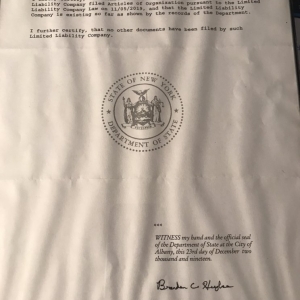 Liability Company filed Articles of Organization pursuant to the Limited
Liability Company Law on 11/05/2015, and that the Limited Liability
Company is existing so far as shown by the records of the Department.
I further certify, that no other documents have been filed by such
Limited Liability Company.
STATE OF NEW YORK
DEPARTMENT OF STATE
***
WITNESS my hand and the official seal
of the Department of State at the City of
Albany, this 23rd day of December two
thousand and nineteen.
Brendan C Hughes